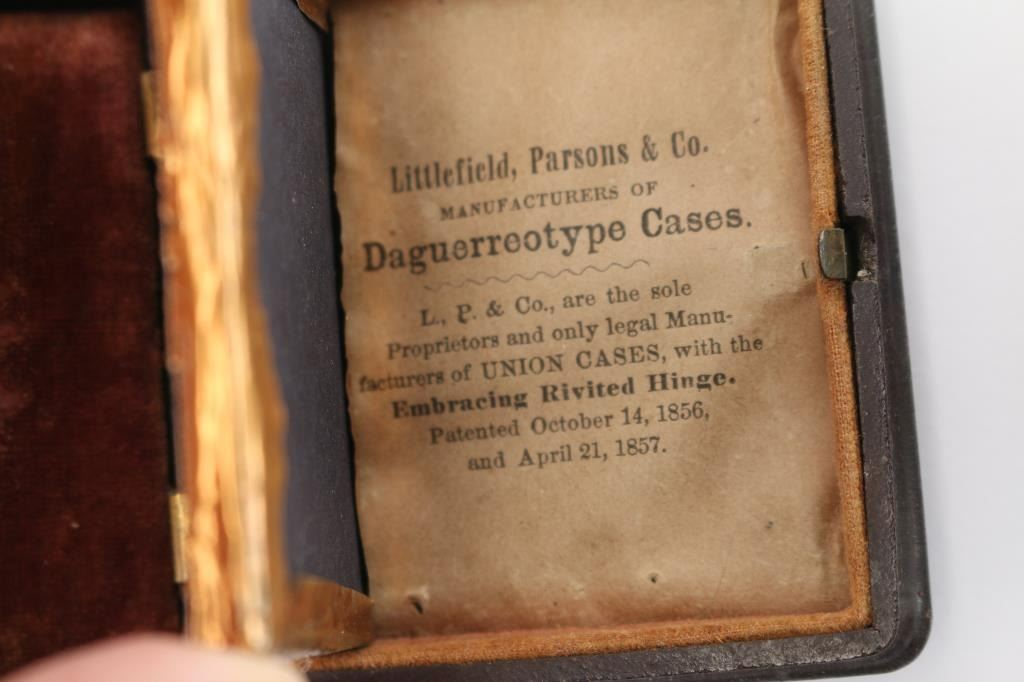 Littlefield, Parsons & Co.
MANUFACTURERS OF
Daguerreotype Cases.
L., P. & Co., are the sole
Proprietors and only legal Manu-
facturers of UNION CASES, with the
Embracing Rivited Hinge.
Patented October 14, 1856,
and April 21, 1857.